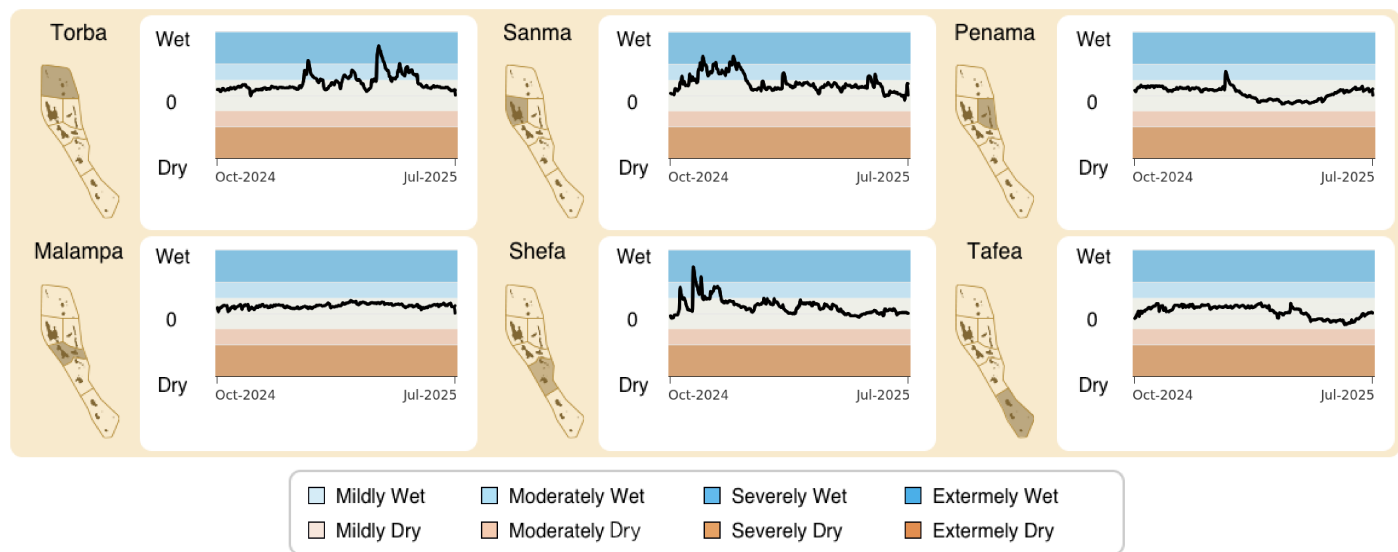 Torba
Wet
0
Dry
Oct-2024
Jul-2025
Sanma
Wet
0
Dry
Oct-2024
Jul-2025
Penama
Wet
0
Dry
Oct-2024
Jul-2025
Malampa
Wet
0
Dry
Oct-2024
Jul-2025
Shefa
Wet
0
Dry
Oct-2024
Jul-2025
Tafea
Wet
0
Dry
Oct-2024
Jul-2025
Mildly Wet
Moderately Wet
Severely Wet
Extermely Wet
Mildly Dry
Moderately Dry
Severely Dry
Extermely Dry